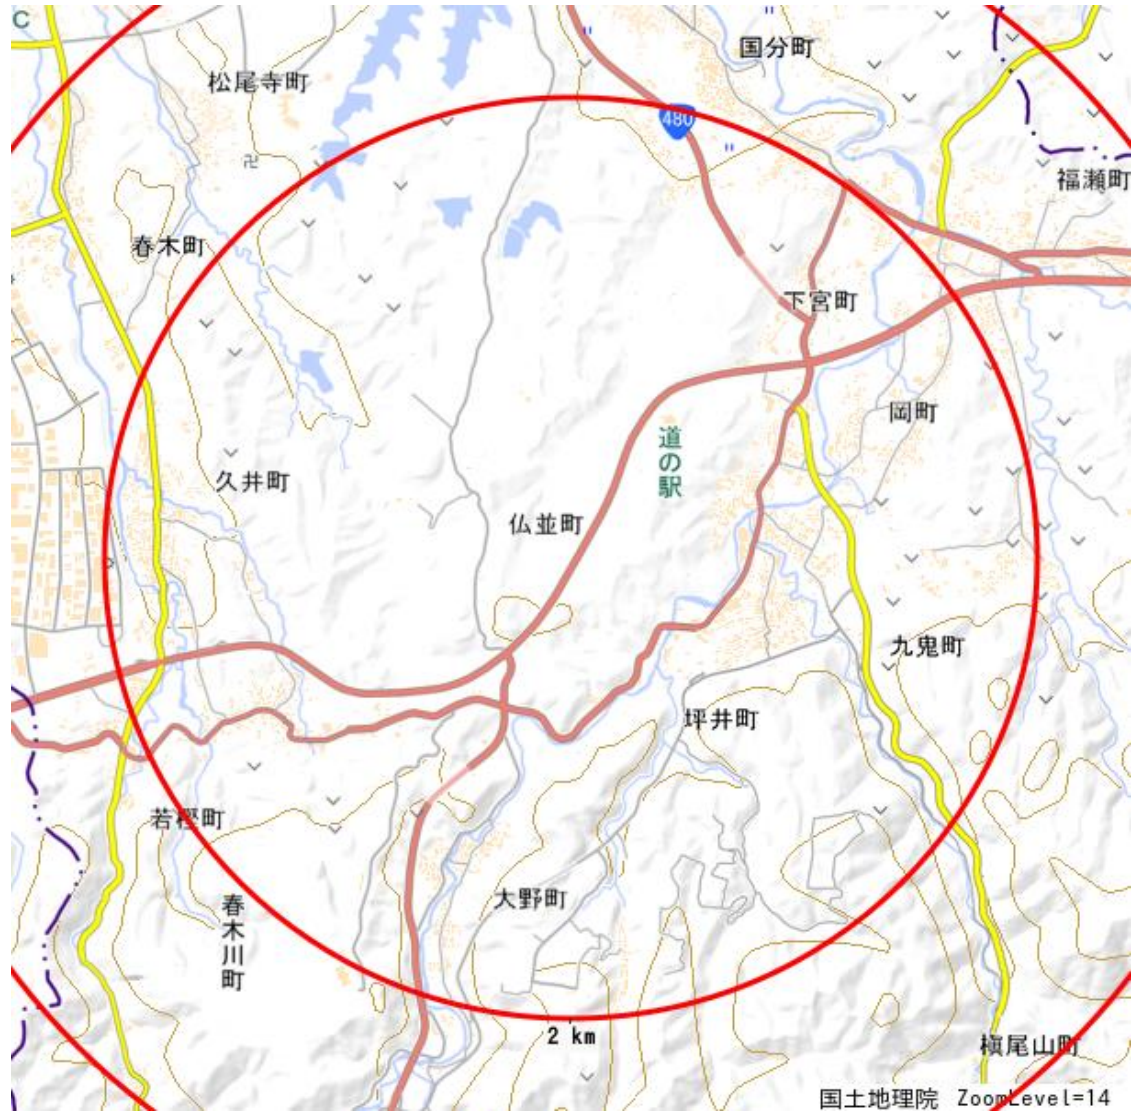 C
国分町
松尾寺町
480
福瀬町
春木町
下宮町
岡町
道の駅
久井町
仏並町
九鬼町
坪井町
若樫町
大野町
春木川町
2 km
槇尾山町
国土地理院 ZoomLevel=14